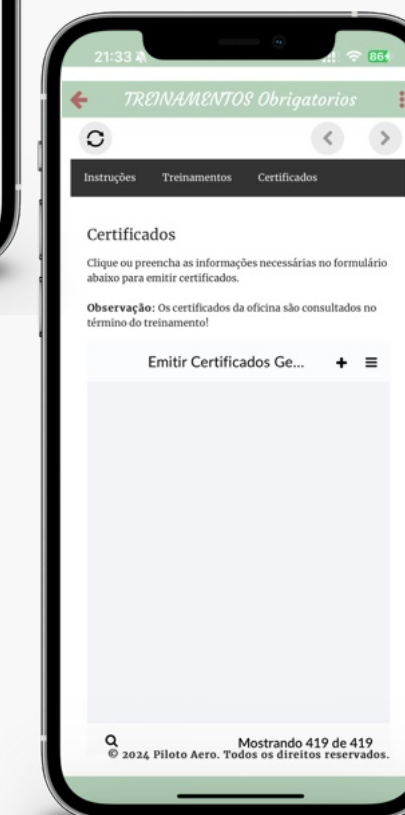 21:33
86
TREINAMENTOS Obrigatorios
Instruções Treinamentos Certificados
Certificados
Clique ou preencha as informações necessárias no formulário
abaixo para emitir certificados.
Observação: Os certificados da oficina são consultados no
término do treinamento!
Emitir Certificados Ge...
Mostrando 419 de 419
© 2024 Piloto Aero. Todos os direitos reservados.